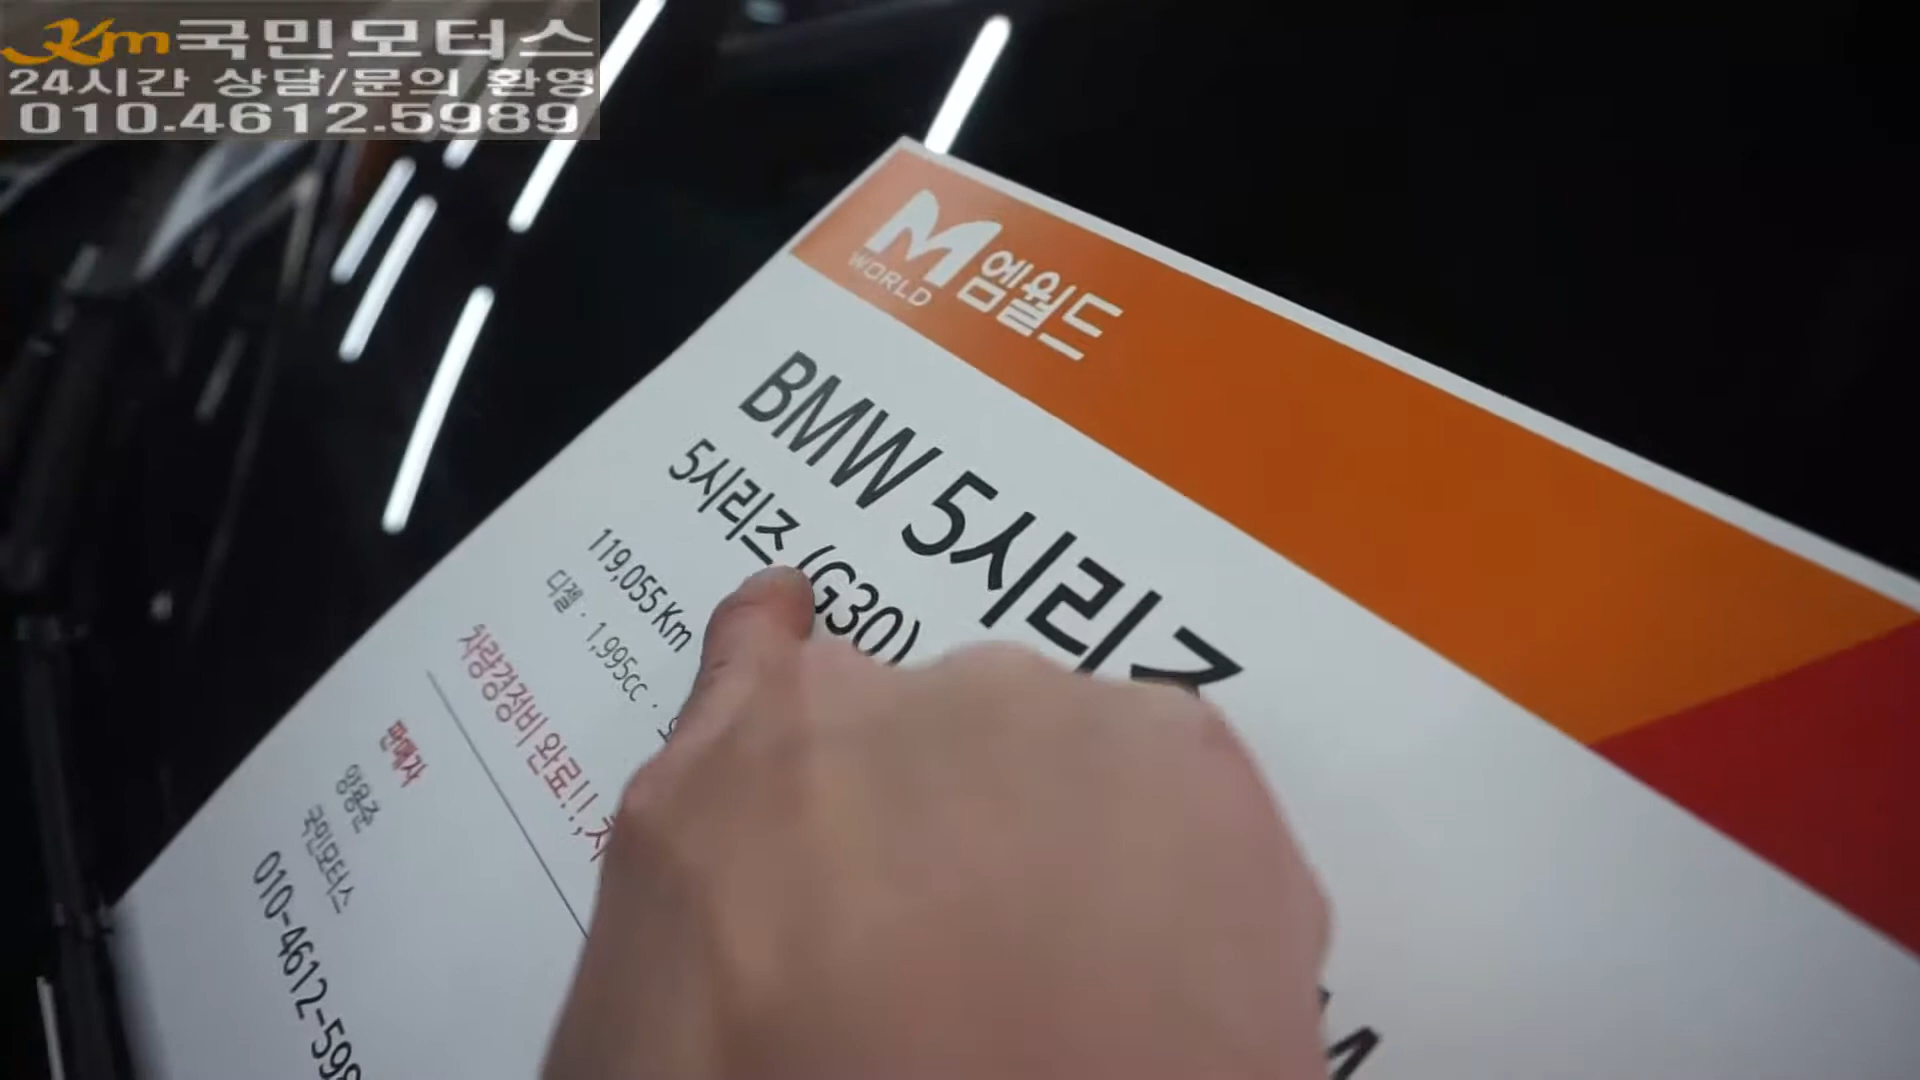 Km국민모터스
24시간 상담/문의 환영
010.4612.5989
M 엠월드
WORLD
BMW 5시리즈
5시리즈 (G30)
119,055 Km
디젤 · 1,995cc ·
차량경정비 완료!!,
판매자
양용준
국민모터스
010-4612-598